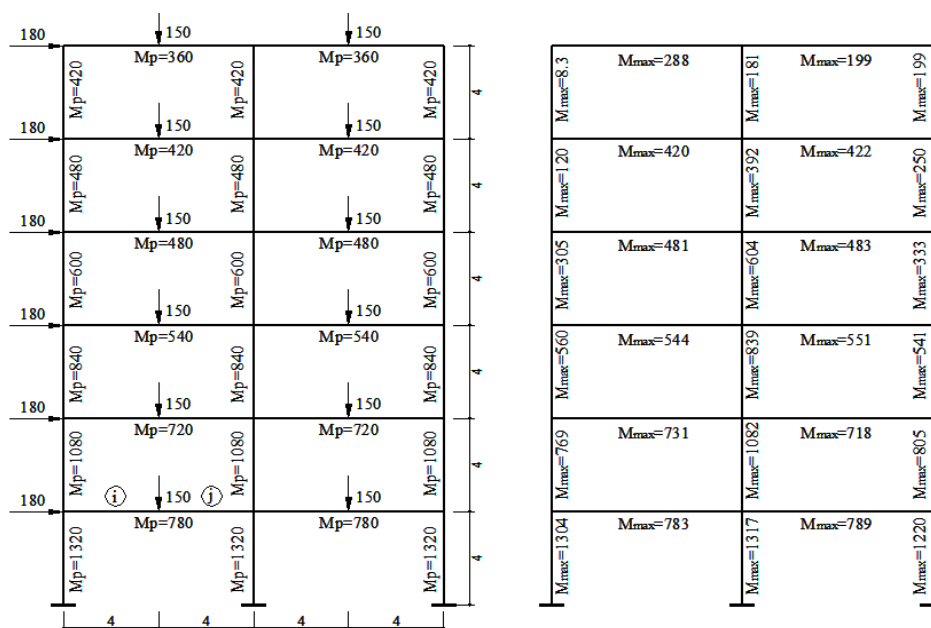 150 150
180
Mp=360 Mp=360
Mp=420 Mp=420 Mp=420
4
150 150
180
Mp=420 Mp=420
Mp=480 Mp=480 Mp=480
4
150 150
180
Mp=480 Mp=480
Mp=600 Mp=600 Mp=600
4
150 150
180
Mp=540 Mp=540
Mp=840 Mp=840 Mp=840
4
150 150
180
Mp=720 Mp=720
Mp=1080 Mp=1080 Mp=1080
4
i j
150 150
180
Mp=780 Mp=780
Mp=1320 Mp=1320 Mp=1320
4
4 4 4 4
Mmax=288 Mmax=199
Mmax=8.3 Mmax=181 Mmax=199
Mmax=420 Mmax=422
Mmax=120 Mmax=392 Mmax=250
Mmax=481 Mmax=483
Mmax=305 Mmax=604 Mmax=333
Mmax=544 Mmax=551
Mmax=560 Mmax=839 Mmax=541
Mmax=731 Mmax=718
Mmax=769 Mmax=1082 Mmax=805
Mmax=783 Mmax=789
Mmax=1304 Mmax=1317 Mmax=1220